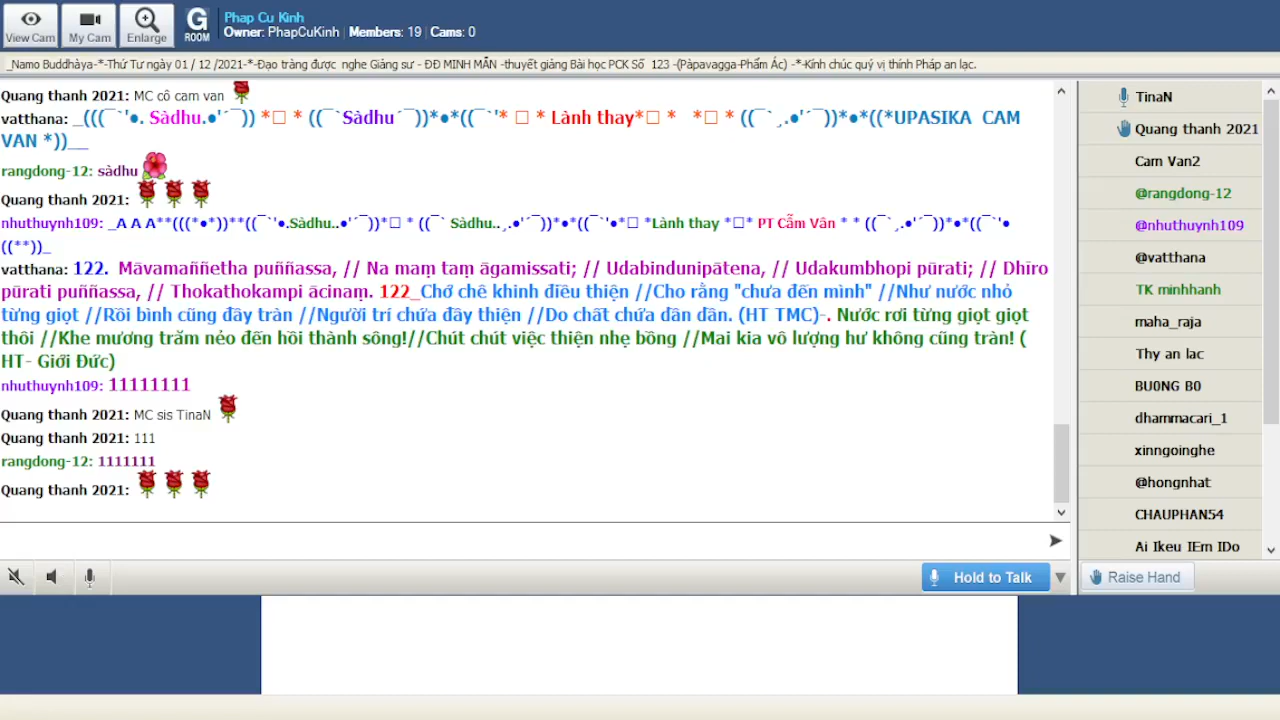 View Cam
My Cam
Enlarge
G
ROOM
Phap Cu Kinh
Owner: PhapCuKinh | Members: 19 | Cams: 0
_Namo Buddhàya-*-Thứ Tư ngày 01 / 12 /2021-*-Đạo tràng được nghe Giảng sư - ĐĐ MINH MẪN -thuyết giảng Bài học PCK Số 123 -(Pàpavagga-Phẩm Ác) -*-Kính chúc quý vị thính Pháp an lạc.
Quang thanh 2021: MC cô cam van
vatthana: _(((¯`'•. Sàdhu.•'´¯)) *□ * ((¯`Sàdhu´¯))*•*((¯`'* □ * Lành thay*□ * *□ * ((¯`¸.•'´¯))*•*((*UPASIKA CAM
VAN *))__
rangdong-12: sàdhu
Quang thanh 2021:
nhuthuynh109: _A A A**(((*•*))**((¯`'•.Sàdhu..•'´¯))*□ * ((¯` Sàdhu..¸.•'´¯))*•*((¯`'•*□ *Lành thay *□* PT Cẩm Vân * * ((¯`¸.•'´¯))*•*((¯`'•
((**))_
vatthana: 122. Māvamaññetha puññassa, // Na maṃ taṃ āgamissati; // Udabindunipātena, // Udakumbhopi pūrati; // Dhīro
pūrati puññassa, // Thokathokampi ācinaṃ. 122_Chớ chê khinh điều thiện //Cho rằng "chưa đến mình" //Như nước nhỏ
từng giọt //Rồi bình cũng đầy tràn //Người trí chứa đầy thiện //Do chất chứa dần dần. (HT TMC)-. Nước rơi từng giọt giọt
thôi //Khe mương trăm nẻo đến hồi thành sông!//Chút chút việc thiện nhẹ bồng //Mai kia vô lượng hư không cũng tràn! (
HT- Giới Đức)
nhuthuynh109: 11111111
Quang thanh 2021: MC sis TinaN
Quang thanh 2021: 111
rangdong-12: 1111111
Quang thanh 2021:
Hold to Talk
TinaN
Quang thanh 2021
Cam Van2
@rangdong-12
@nhuthuynh109
@vatthana
TK minhhanh
maha_raja
Thy an lac
BU0NG B0
dhammacari_1
xinngoinghe
@hongnhat
CHAUPHAN54
Ai Ikeu IEm IDo
Raise Hand